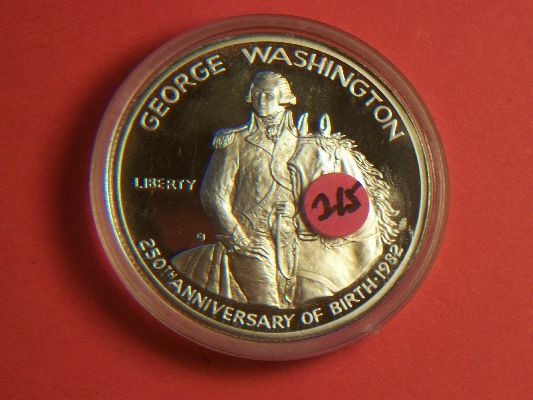 GEORGE WASHINGTON
LIBERTY
215
250TH ANNIVERSARY OF BIRTH·1982